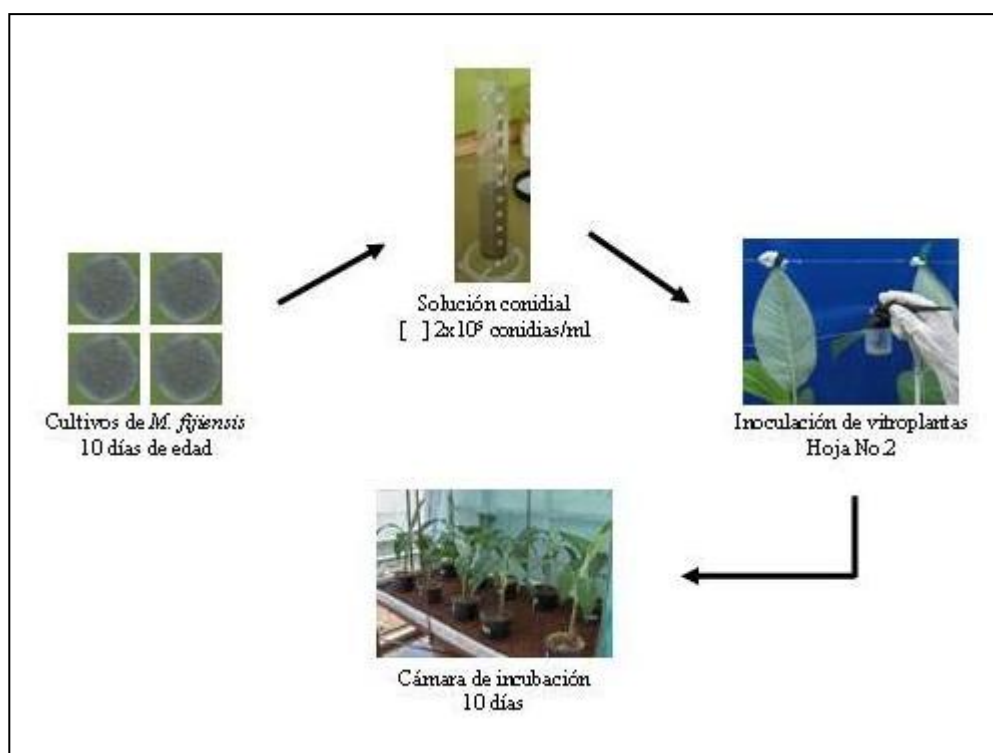 Cultivos de M. fijiensis
10 días de edad
Solución conidial
[ ] 2x10⁵ conidias/ml
Inoculación de vitroplantas
Hoja No.2
Cámara de incubación
10 días